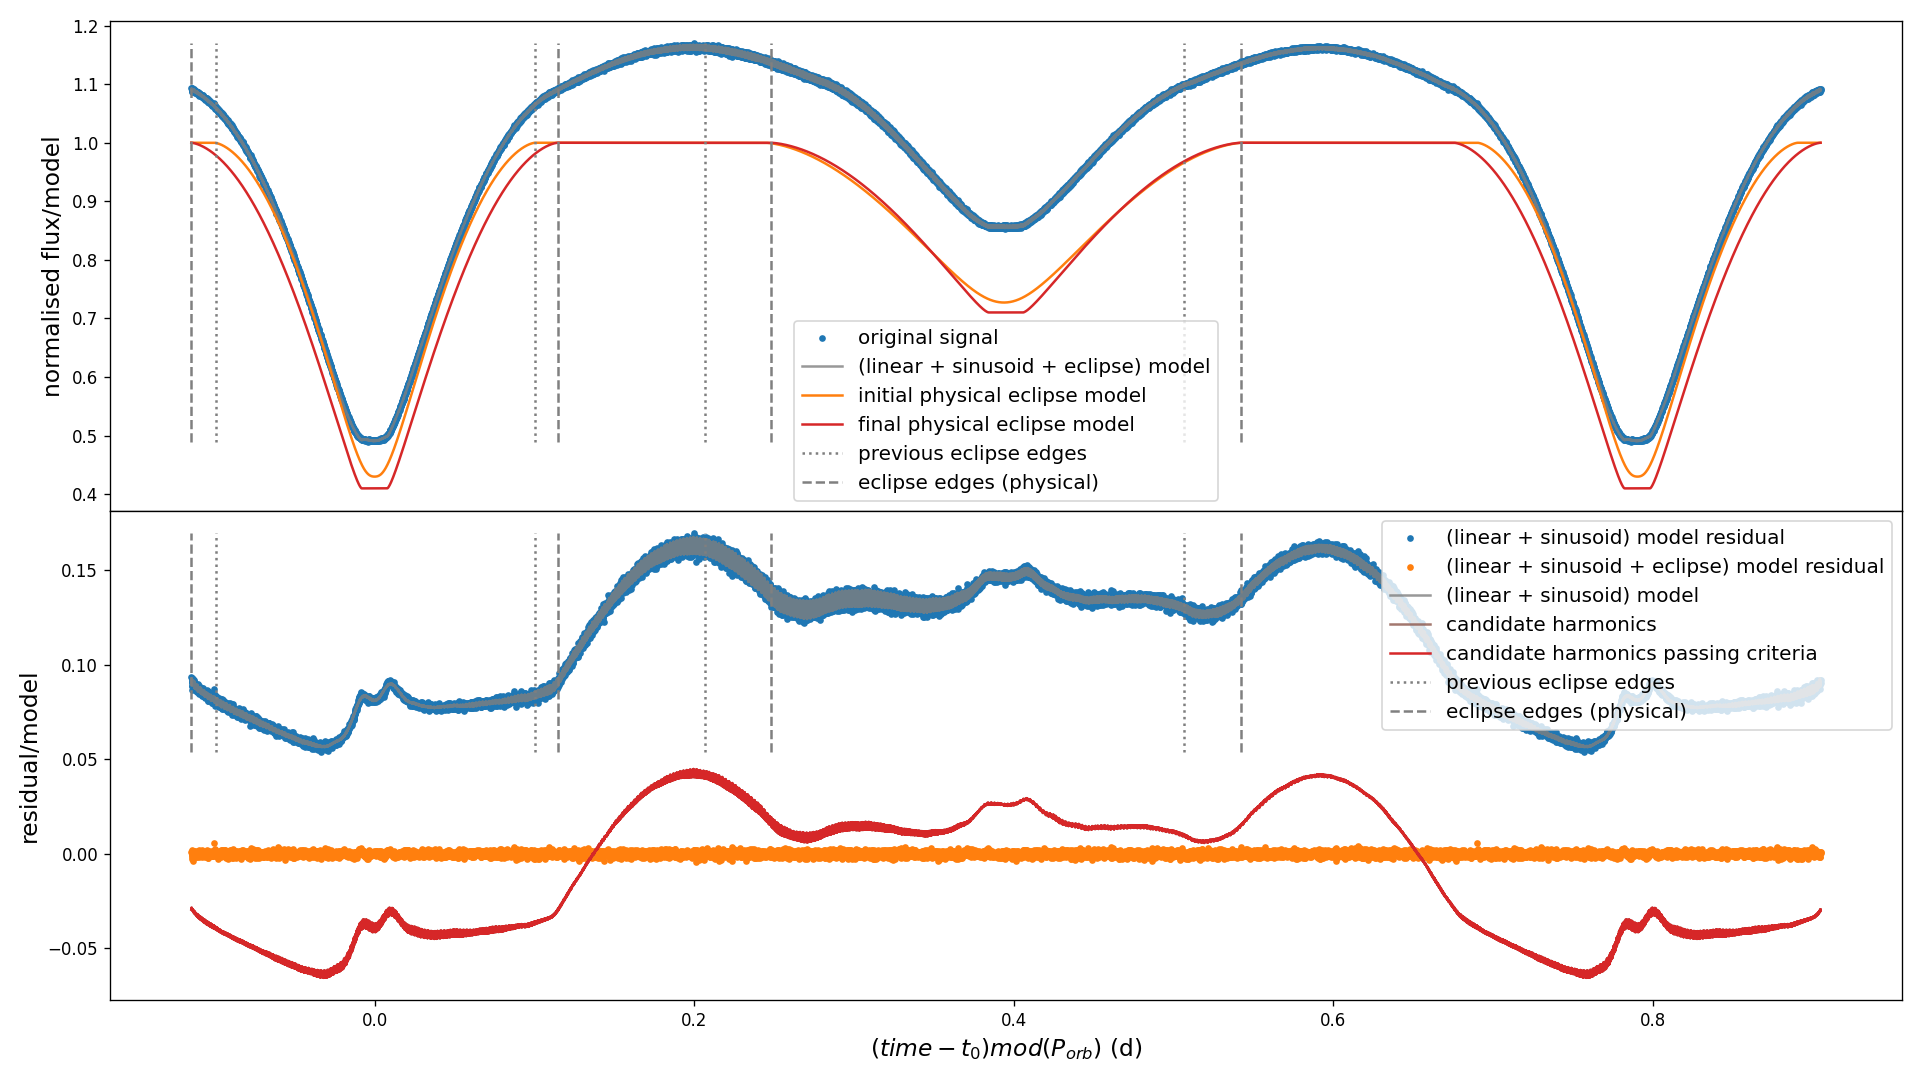 normalised flux/model
1.2
1.1
1.0
0.9
0.8
0.7
0.6
0.5
0.4
original signal
(linear + sinusoid + eclipse) model
initial physical eclipse model
final physical eclipse model
previous eclipse edges
eclipse edges (physical)
residual/model
0.15
0.10
0.05
0.00
−0.05
(linear + sinusoid) model residual
(linear + sinusoid + eclipse) model residual
(linear + sinusoid) model
candidate harmonics
candidate harmonics passing criteria
previous eclipse edges
eclipse edges (physical)
0.0 0.2 0.4 0.6 0.8
(time − t₀)mod(P_orb) (d)